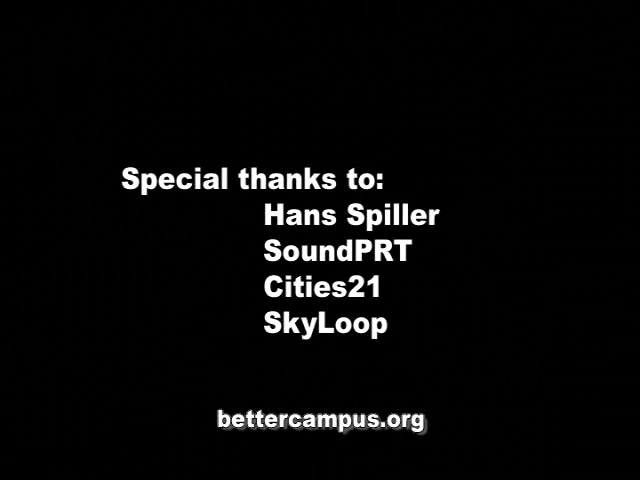 Special thanks to:
Hans Spiller
SoundPRT
Cities21
SkyLoop
bettercampus.org